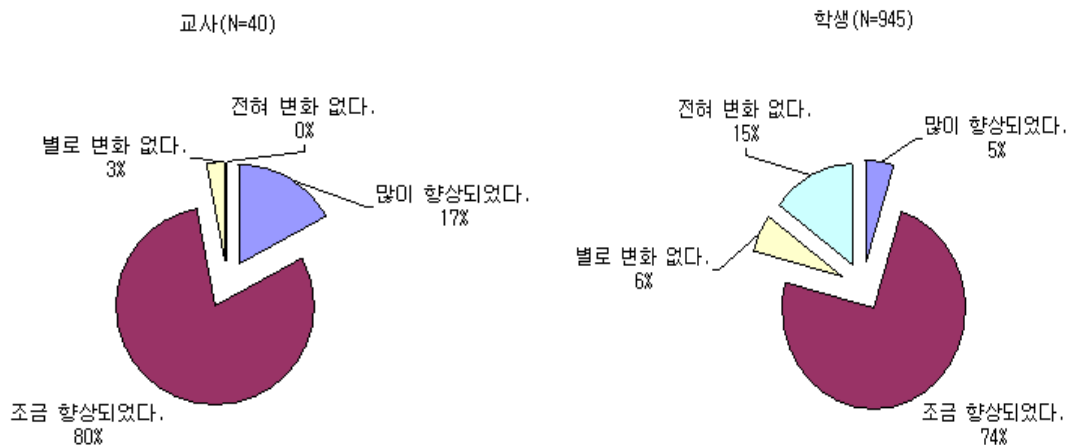 교사(N=40)
전혀 변화 없다.
0%
별로 변화 없다.
3%
많이 향상되었다.
17%
조금 향상되었다.
80%
학생(N=945)
전혀 변화 없다.
15%
많이 향상되었다.
5%
별로 변화 없다.
6%
조금 향상되었다.
74%